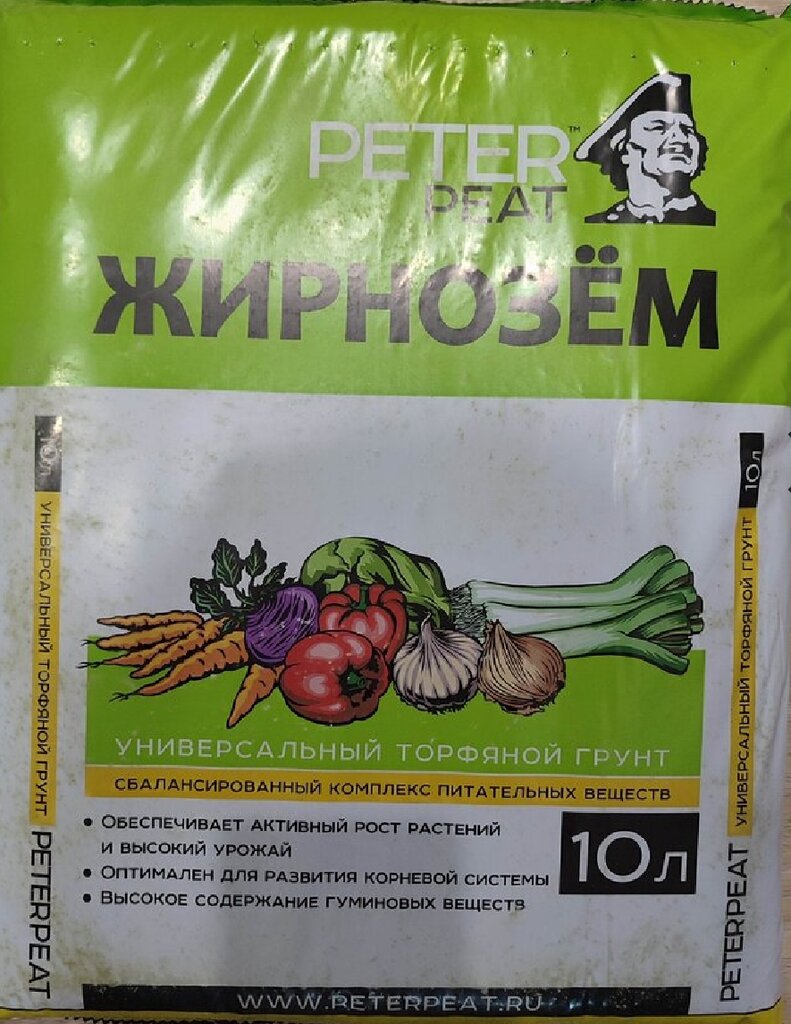 PETER™
PEAT
ЖИРНОЗЁМ
10л
УНИВЕРСАЛЬНЫЙ ТОРФЯНОЙ ГРУНТ
PETERPEAT
10л
УНИВЕРСАЛЬНЫЙ ТОРФЯНОЙ ГРУНТ
PETERPEAT
УНИВЕРСАЛЬНЫЙ ТОРФЯНОЙ ГРУНТ
СБАЛАНСИРОВАННЫЙ КОМПЛЕКС ПИТАТЕЛЬНЫХ ВЕЩЕСТВ
• ОБЕСПЕЧИВАЕТ АКТИВНЫЙ РОСТ РАСТЕНИЙ
И ВЫСОКИЙ УРОЖАЙ
• ОПТИМАЛЕН ДЛЯ РАЗВИТИЯ КОРНЕВОЙ СИСТЕМЫ
• ВЫСОКОЕ СОДЕРЖАНИЕ ГУМИНОВЫХ ВЕЩЕСТВ
10л
WWW.PETERPEAT.RU